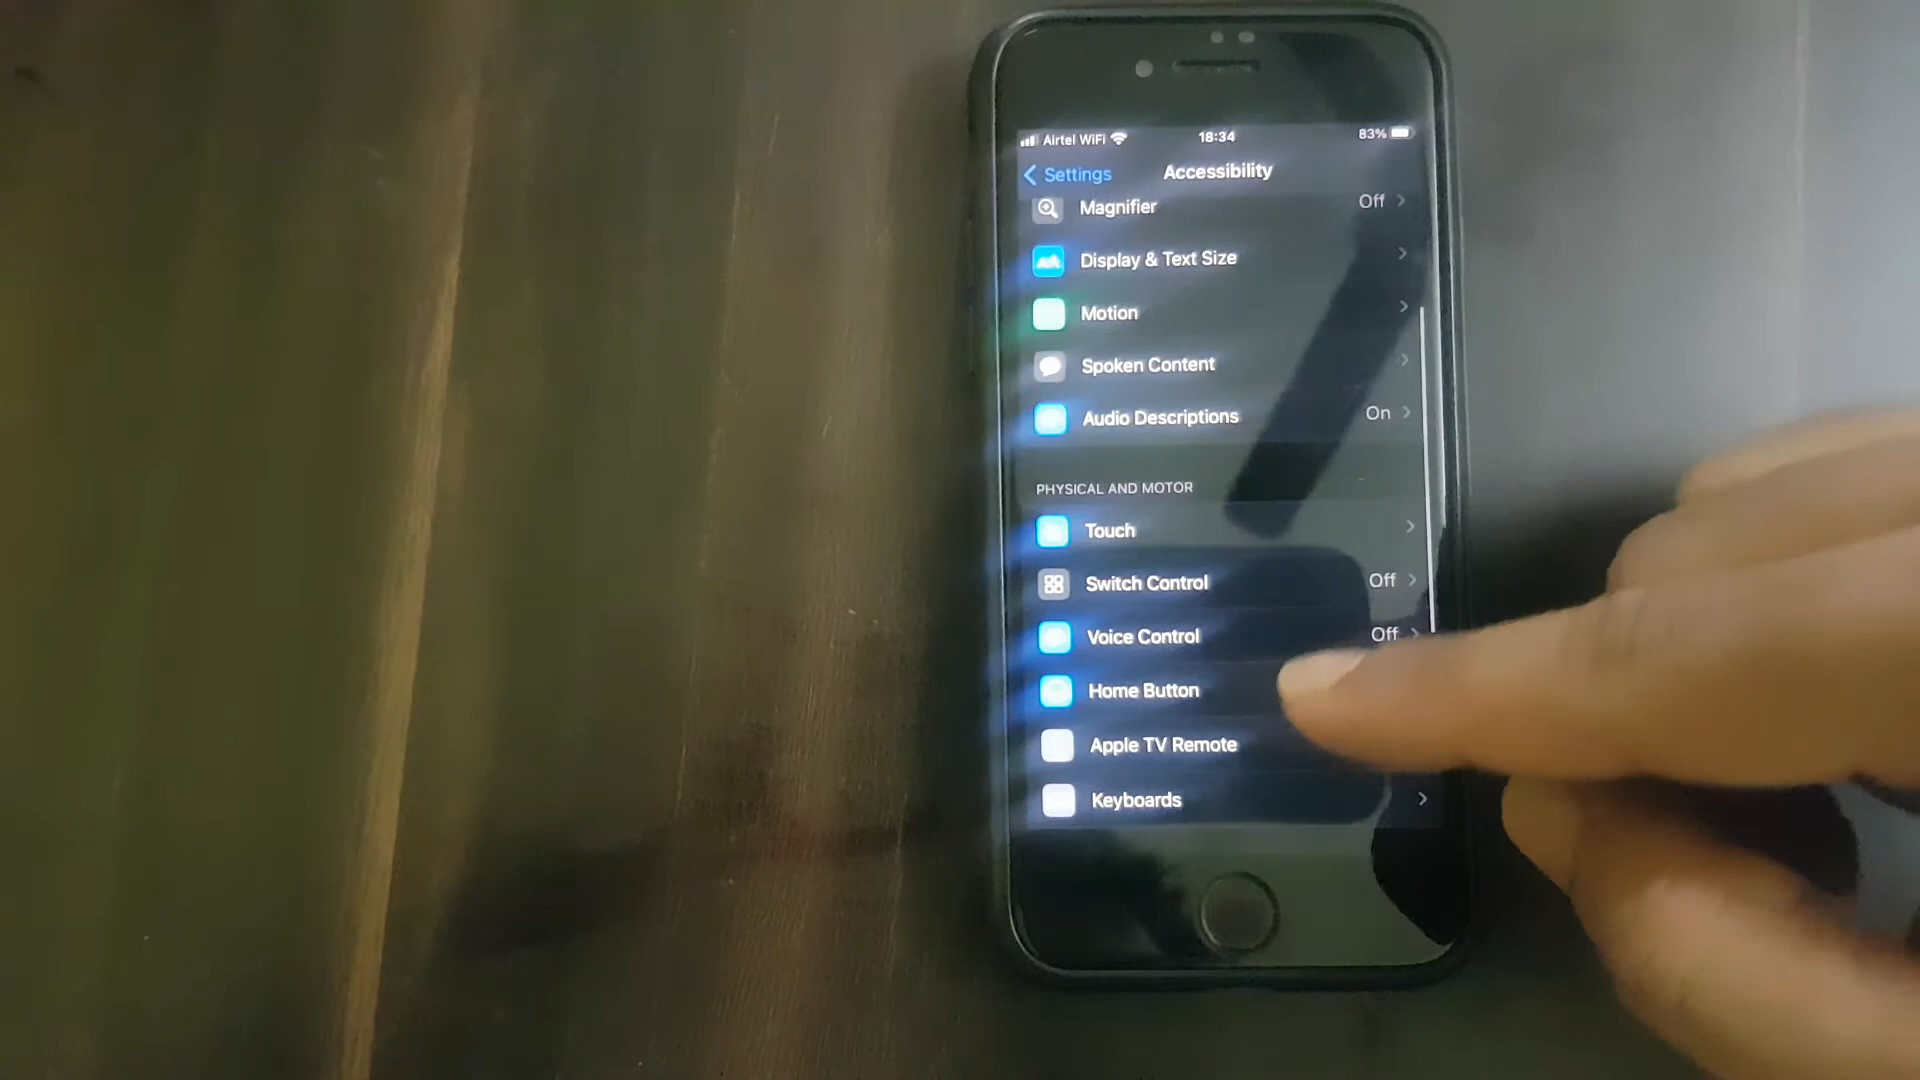 Airtel WiFi 18:34 83%
Settings Accessibility
Magnifier Off
Display & Text Size
Motion
Spoken Content
Audio Descriptions On
PHYSICAL AND MOTOR
Touch
Switch Control Off
Voice Control Off
Home Button
Apple TV Remote
Keyboards